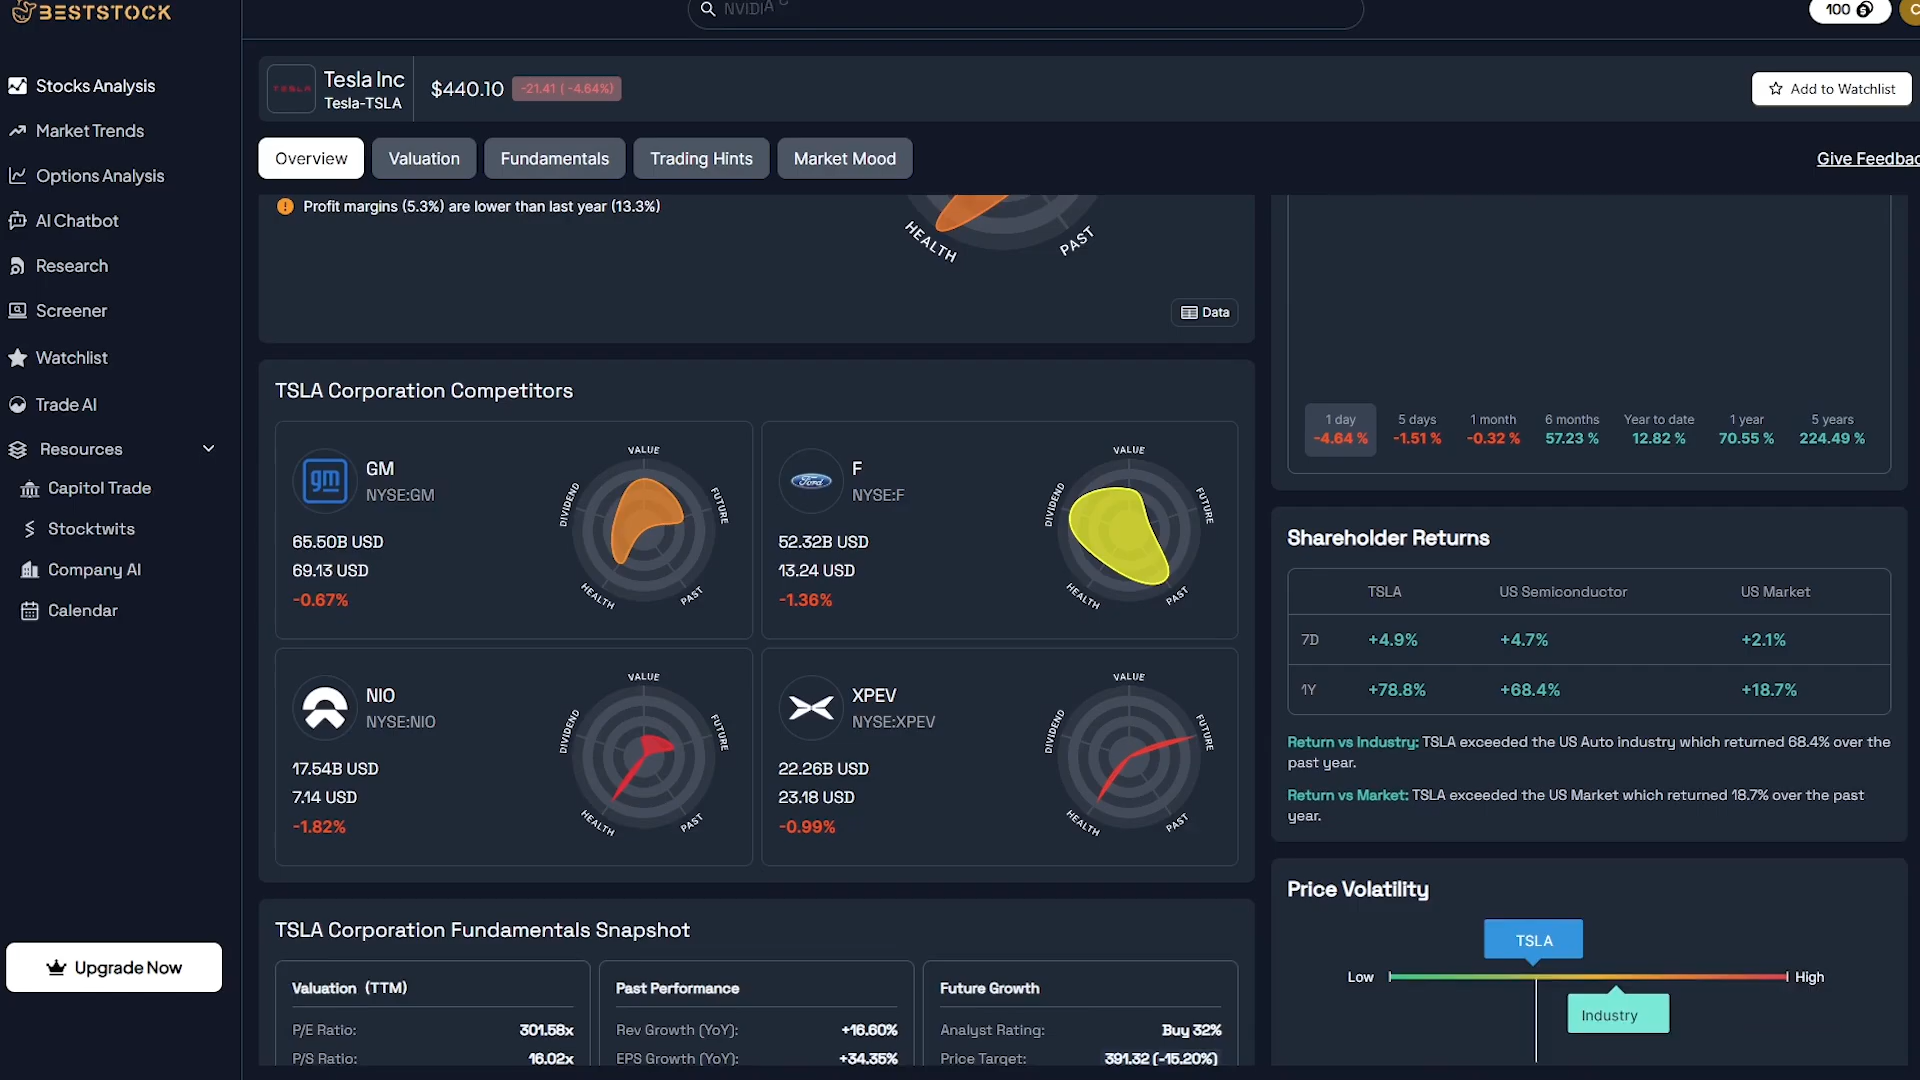 BESTSTOCK
NVIDIA C
100
Stocks Analysis
Market Trends
Options Analysis
AI Chatbot
Research
Screener
Watchlist
Trade AI
Resources
Capitol Trade
Stocktwits
Company AI
Calendar
Upgrade Now
TESLA
Tesla Inc
Tesla-TSLA
$440.10
-21.41 ( -4.64%)
Add to Watchlist
Overview
Valuation
Fundamentals
Trading Hints
Market Mood
Give Feedbac
Profit margins (5.3%) are lower than last year (13.3%)
HEALTH
PAST
Data
TSLA Corporation Competitors
gm
GM
NYSE:GM
65.50B USD
69.13 USD
-0.67%
VALUE
FUTURE
PAST
HEALTH
DIVIDEND
Ford
F
NYSE:F
52.32B USD
13.24 USD
-1.36%
VALUE
FUTURE
PAST
HEALTH
DIVIDEND
NIO
NYSE:NIO
17.54B USD
7.14 USD
-1.82%
VALUE
FUTURE
PAST
HEALTH
DIVIDEND
XPEV
NYSE:XPEV
22.26B USD
23.18 USD
-0.99%
VALUE
FUTURE
PAST
HEALTH
DIVIDEND
TSLA Corporation Fundamentals Snapshot
Valuation (TTM)
P/E Ratio: 301.58x
P/S Ratio: 16.02x
Past Performance
Rev Growth (YoY): +16.60%
EPS Growth (YoY): +34.35%
Future Growth
Analyst Rating: Buy 32%
Price Target: 391.32 (-15.20%)
1 day 5 days 1 month 6 months Year to date 1 year 5 years
-4.64 % -1.51 % -0.32 % 57.23 % 12.82 % 70.55 % 224.49 %
Shareholder Returns
TSLA US Semiconductor US Market
7D +4.9% +4.7% +2.1%
1Y +78.8% +68.4% +18.7%
Return vs Industry: TSLA exceeded the US Auto industry which returned 68.4% over the
past year.
Return vs Market: TSLA exceeded the US Market which returned 18.7% over the past
year.
Price Volatility
TSLA
Low High
Industry